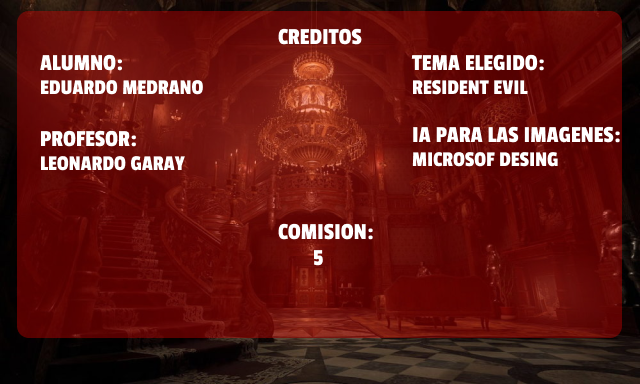 CREDITOS
ALUMNO:
EDUARDO MEDRANO
PROFESOR:
LEONARDO GARAY
TEMA ELEGIDO:
RESIDENT EVIL
IA PARA LAS IMAGENES:
MICROSOF DESING
COMISION:
5